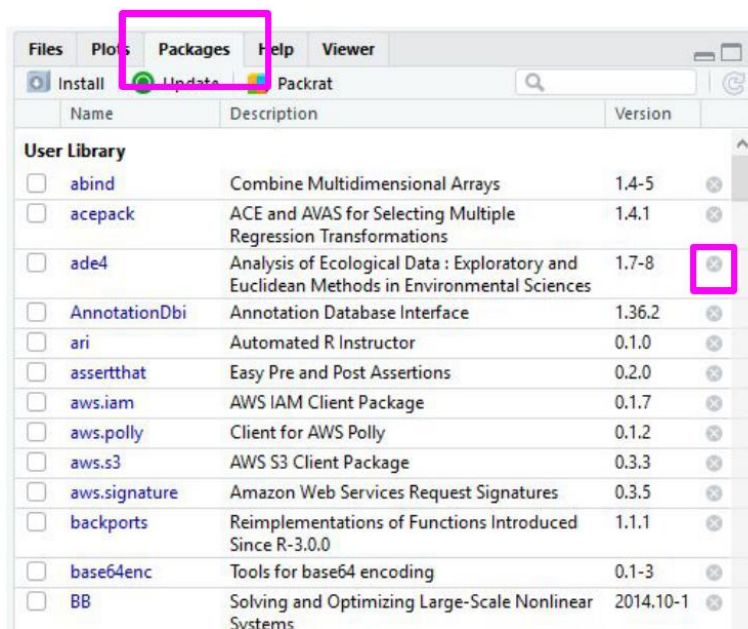 Files Plots Packages Help Viewer
Install Update Packrat
Name Description Version
User Library
abind Combine Multidimensional Arrays 1.4-5
acepack ACE and AVAS for Selecting Multiple 1.4.1
Regression Transformations
ade4 Analysis of Ecological Data : Exploratory and 1.7-8
Euclidean Methods in Environmental Sciences
AnnotationDbi Annotation Database Interface 1.36.2
ari Automated R Instructor 0.1.0
assertthat Easy Pre and Post Assertions 0.2.0
aws.iam AWS IAM Client Package 0.1.7
aws.polly Client for AWS Polly 0.1.2
aws.s3 AWS S3 Client Package 0.3.3
aws.signature Amazon Web Services Request Signatures 0.3.5
backports Reimplementations of Functions Introduced 1.1.1
Since R-3.0.0
base64enc Tools for base64 encoding 0.1-3
BB Solving and Optimizing Large-Scale Nonlinear 2014.10-1
Systems